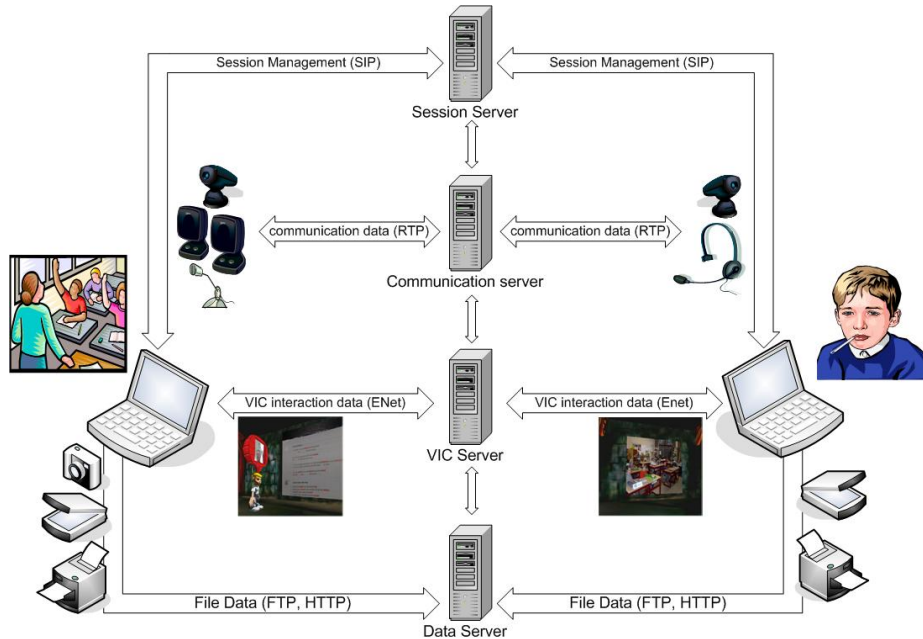 Session Management (SIP)
Session Management (SIP)
Session Server
communication data (RTP)
communication data (RTP)
Communication server
VIC interaction data (ENet)
VIC interaction data (Enet)
VIC Server
File Data (FTP, HTTP)
File Data (FTP, HTTP)
Data Server